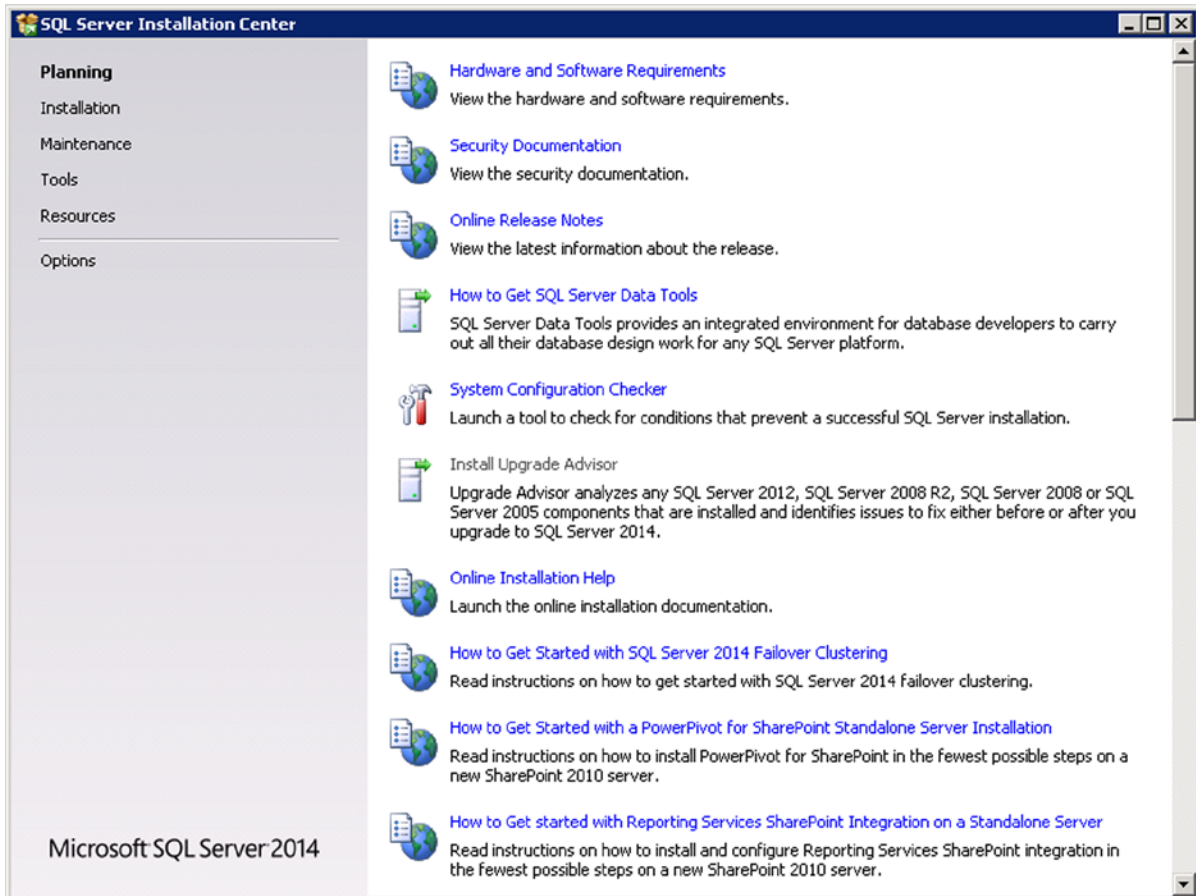 SQL Server Installation Center
Planning
Installation
Maintenance
Tools
Resources
Options
Microsoft SQL Server 2014
Hardware and Software Requirements
View the hardware and software requirements.
Security Documentation
View the security documentation.
Online Release Notes
View the latest information about the release.
How to Get SQL Server Data Tools
SQL Server Data Tools provides an integrated environment for database developers to carry
out all their database design work for any SQL Server platform.
System Configuration Checker
Launch a tool to check for conditions that prevent a successful SQL Server installation.
Install Upgrade Advisor
Upgrade Advisor analyzes any SQL Server 2012, SQL Server 2008 R2, SQL Server 2008 or SQL
Server 2005 components that are installed and identifies issues to fix either before or after you
upgrade to SQL Server 2014.
Online Installation Help
Launch the online installation documentation.
How to Get Started with SQL Server 2014 Failover Clustering
Read instructions on how to get started with SQL Server 2014 failover clustering.
How to Get Started with a PowerPivot for SharePoint Standalone Server Installation
Read instructions on how to install PowerPivot for SharePoint in the fewest possible steps on a
new SharePoint 2010 server.
How to Get started with Reporting Services SharePoint Integration on a Standalone Server
Read instructions on how to install and configure Reporting Services SharePoint integration in
the fewest possible steps on a new SharePoint 2010 server.